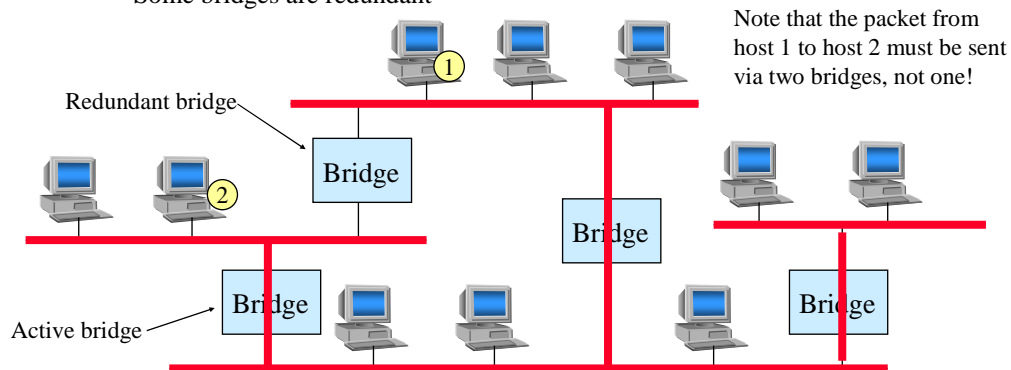 Some bridges are redundant
Note that the packet from
host 1 to host 2 must be sent
via two bridges, not one!
1
Redundant bridge
Bridge
2
Bridge
Bridge
Bridge
Active bridge